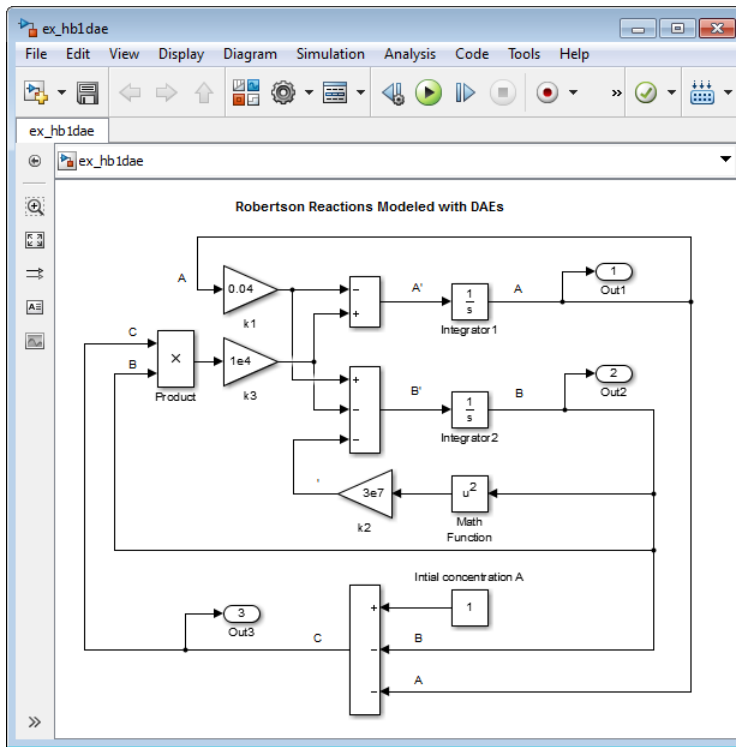 ex_hb1dae
File Edit View Display Diagram Simulation Analysis Code Tools Help
»
ex_hb1dae
ex_hb1dae
Robertson Reactions Modeled with DAEs
A
0.04
k1
−
+
A'
1
s
Integrator1
A
1
Out1
C
B
×
Product
1e4
k3
+
−
−
B'
1
s
Integrator2
B
2
Out2
'
3e7
k2
u2
Math
Function
Intial concentration A
1
3
Out3
C
+
−
−
B
A
»